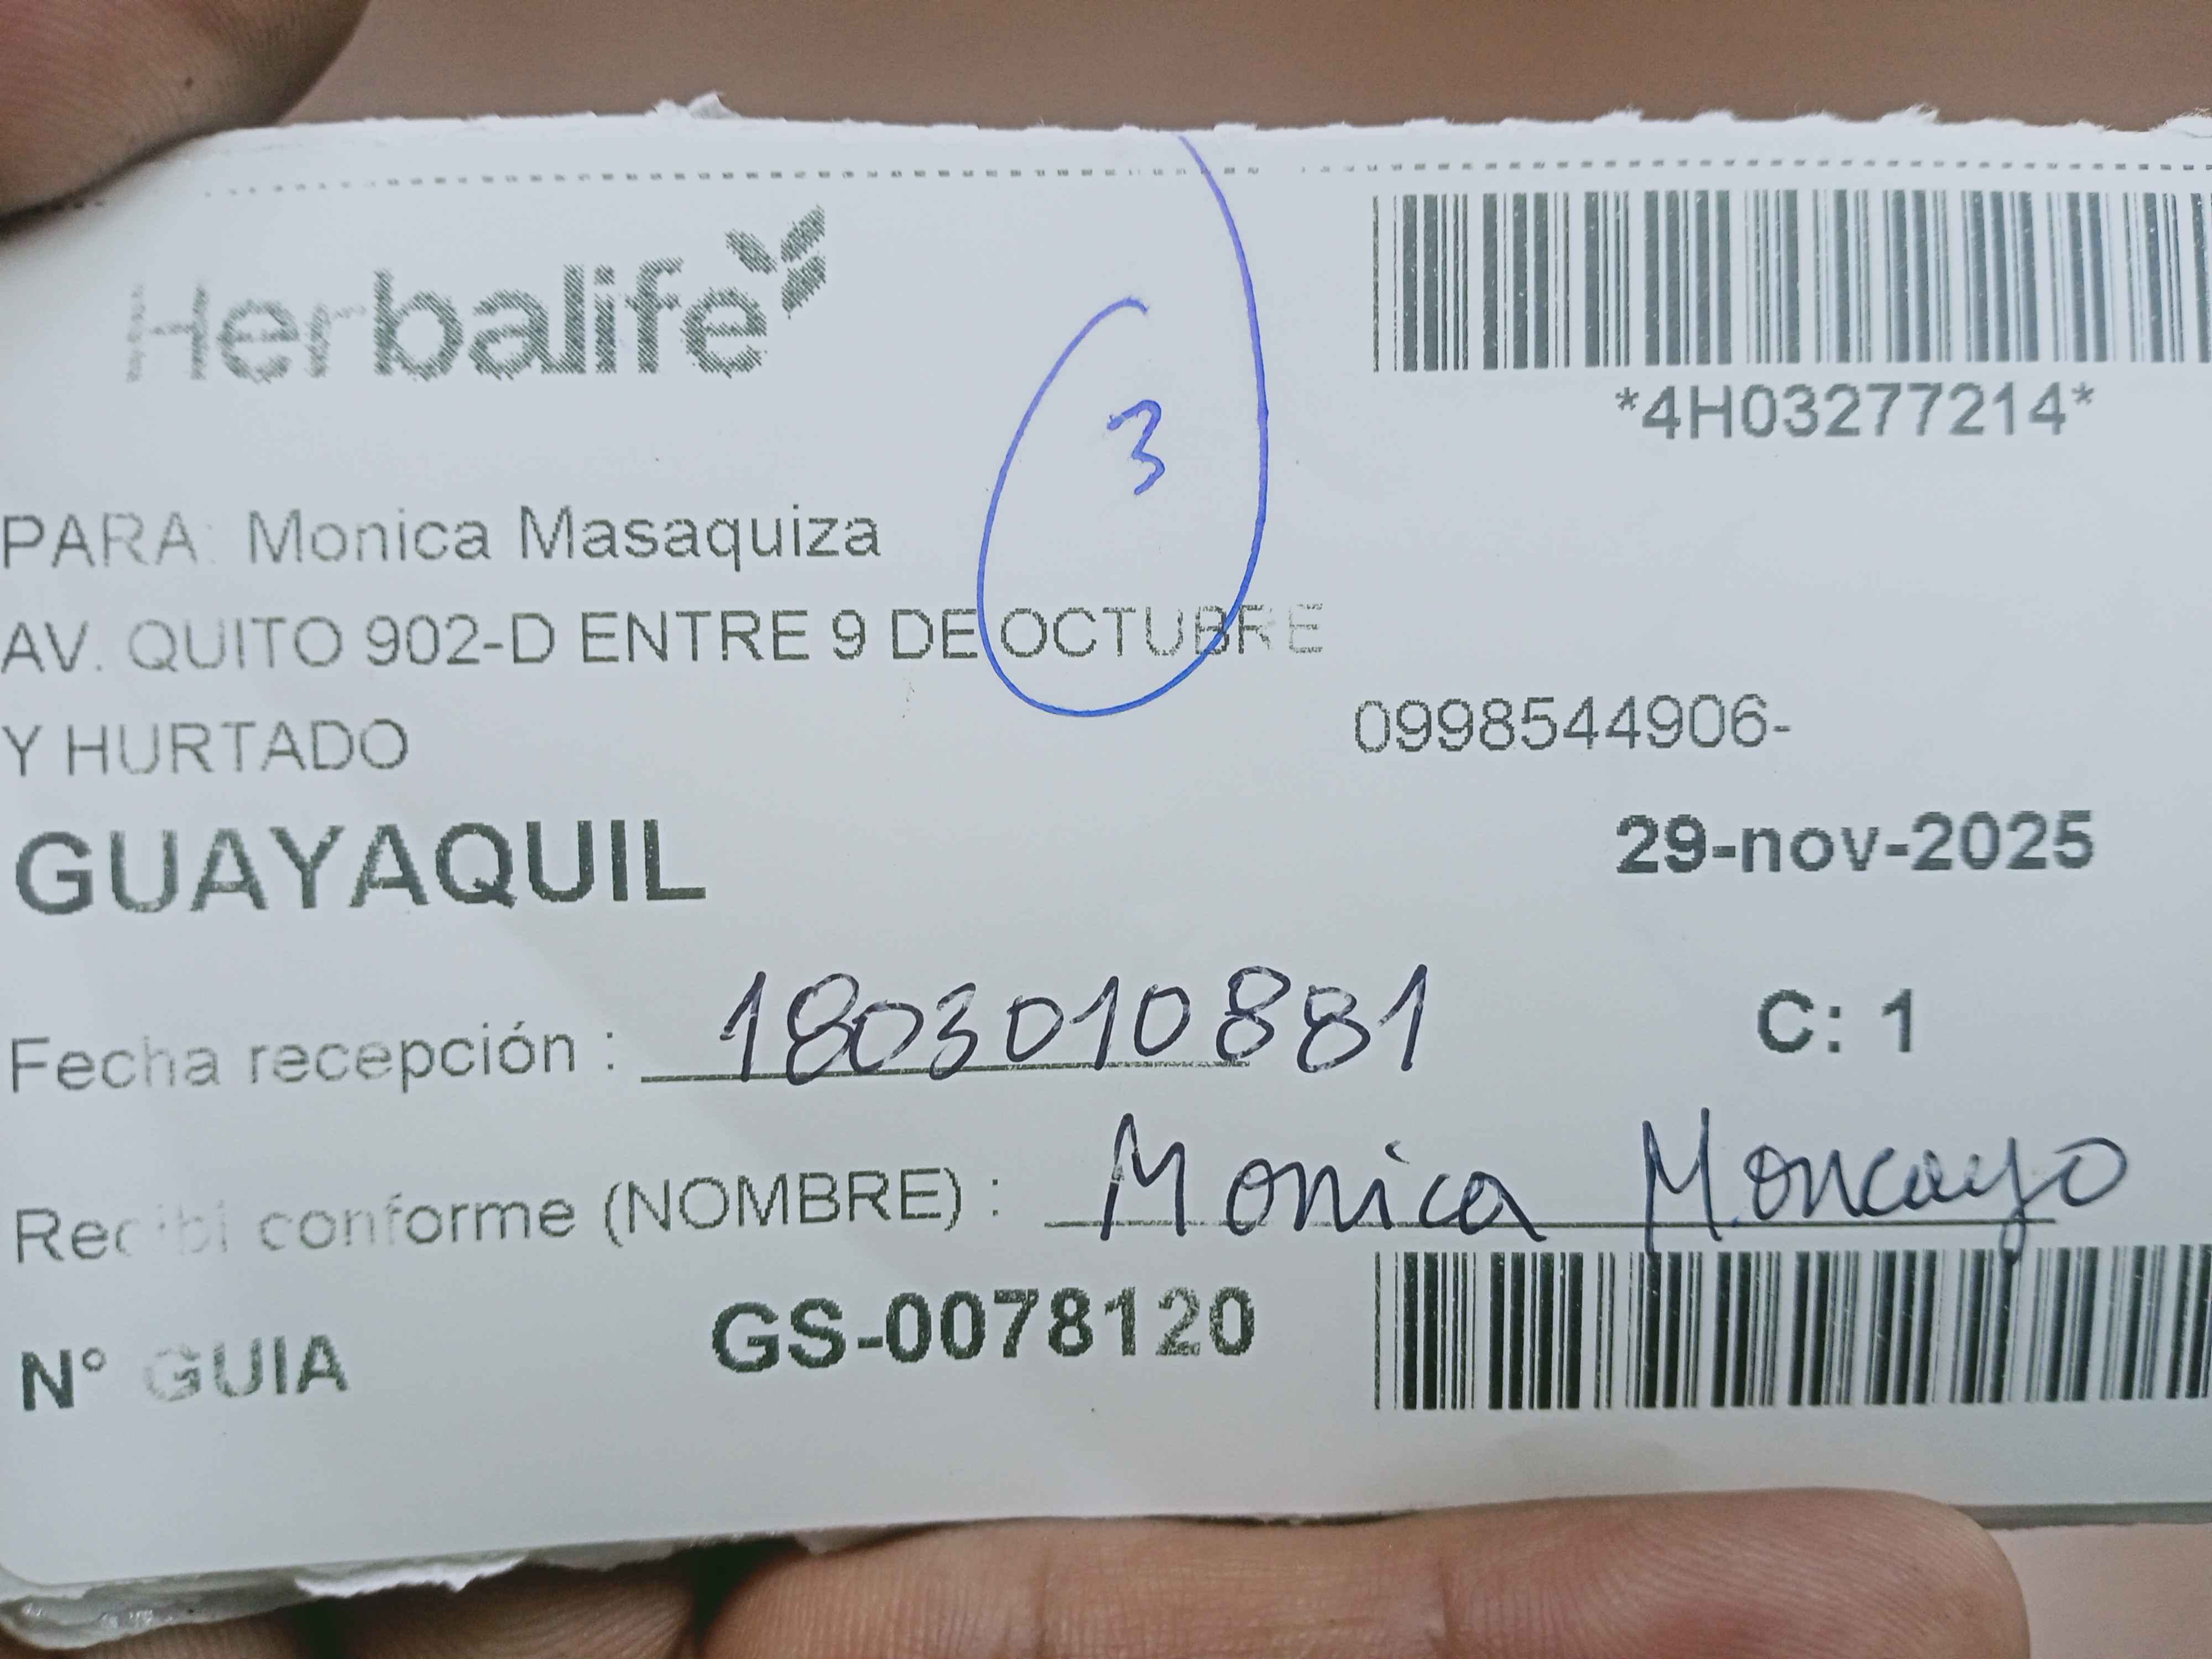 Herbalife
*4H03277214*
3
PARA: Monica Masaquiza
AV. QUITO 902-D ENTRE 9 DE OCTUBRE
Y HURTADO
0998544906-
GUAYAQUIL
29-nov-2025
Fecha recepción : 1803010881
C: 1
Recibi conforme (NOMBRE) : Monica Moncayo
N° GUIA GS-0078120